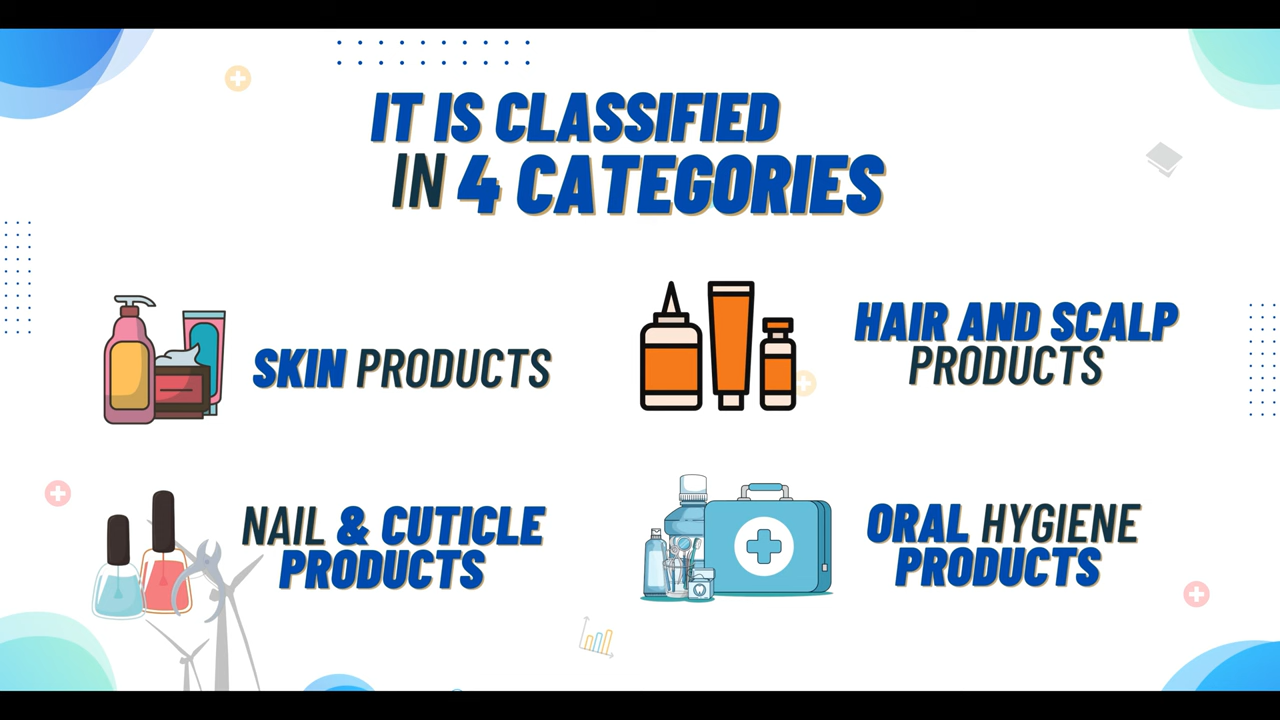 IT IS CLASSIFIED
IN 4 CATEGORIES
SKIN PRODUCTS
HAIR AND SCALP
PRODUCTS
NAIL & CUTICLE
PRODUCTS
ORAL HYGIENE
PRODUCTS